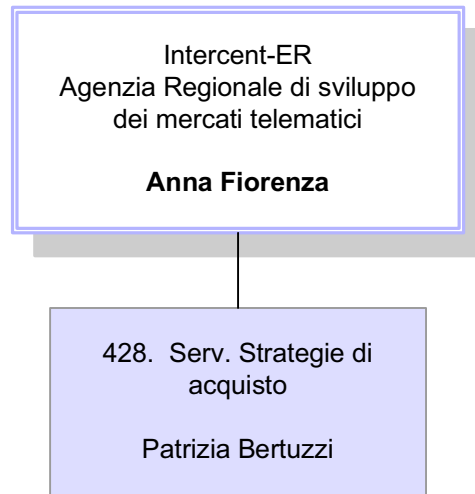 Intercent-ER
Agenzia Regionale di sviluppo
dei mercati telematici
Anna Fiorenza
428.  Serv. Strategie di
acquisto
Patrizia Bertuzzi